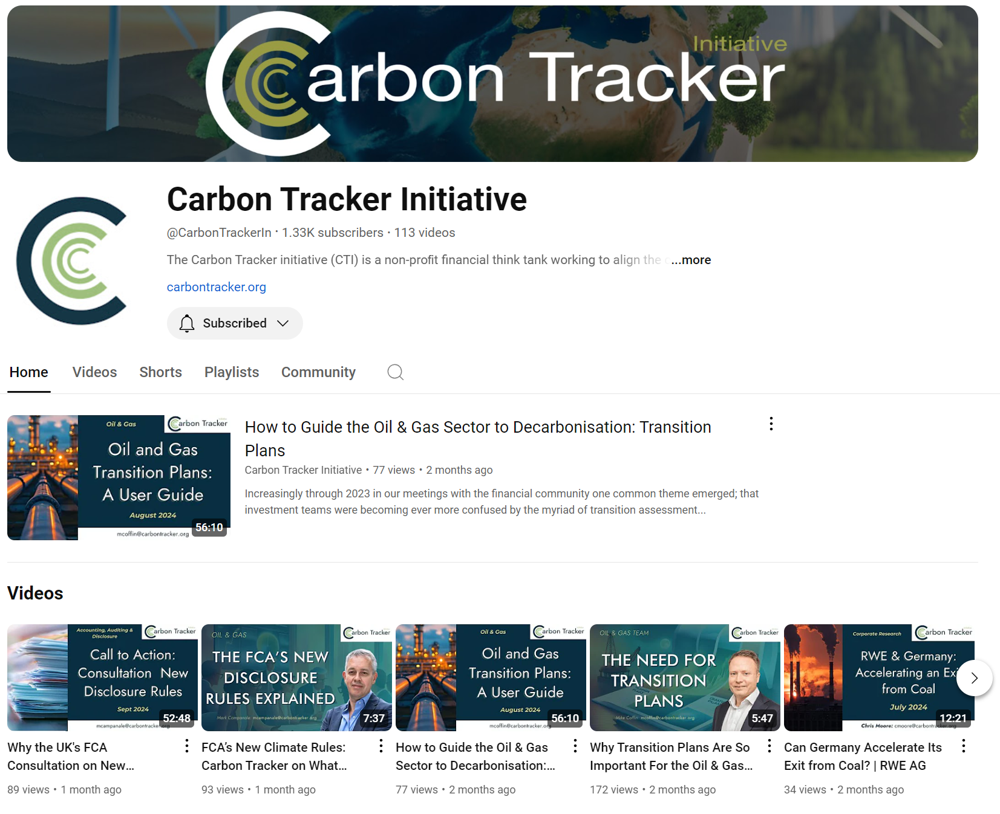 Initiative
Carbon Tracker
Carbon Tracker Initiative
@CarbonTrackerIn • 1.33K subscribers • 113 videos
The Carbon Tracker initiative (CTI) is a non-profit financial think tank working to align the c...more
carbontracker.org
Subscribed
Home Videos Shorts Playlists Community
Oil & Gas
Carbon Tracker
Oil and Gas
Transition Plans:
A User Guide
August 2024
56:10
mcoffin@carbontracker.org
How to Guide the Oil & Gas Sector to Decarbonisation: Transition
Plans
Carbon Tracker Initiative • 77 views • 2 months ago
Increasingly through 2023 in our meetings with the financial community one common theme emerged; that
investment teams were becoming ever more confused by the myriad of transition assessment...
Videos
Accounting, Auditing &
Disclosure
Carbon Tracker
Call to Action:
Consultation New
Disclosure Rules
Sept 2024
52:48
mcampanale@carbontracker.org
Why the UK's FCA
Consultation on New...
89 views • 1 month ago
OIL & GAS
Carbon Tracker
THE FCA'S NEW
DISCLOSURE
RULES EXPLAINED
Mark Campanale: mcampanale@carbontracker.org
7:37
FCA’s New Climate Rules:
Carbon Tracker on What...
93 views • 1 month ago
Oil & Gas
Carbon Tracker
Oil and Gas
Transition Plans:
A User Guide
August 2024
56:10
mcoffin@carbontracker.org
How to Guide the Oil & Gas
Sector to Decarbonisation:...
77 views • 2 months ago
OIL & GAS TEAM
Carbon Tracker
THE NEED FOR
TRANSITION
PLANS
Mike Coffin: mcoffin@carbontracker.org
5:47
Why Transition Plans Are So
Important For the Oil & Gas...
172 views • 2 months ago
Corporate Research
Carbon Tracker
RWE & Germany:
Accelerating an Exi
from Coal
July 2024
12:21
Chris Moore: cmoore@carbontracker.org
Can Germany Accelerate Its
Exit from Coal? | RWE AG
34 views • 2 months ago